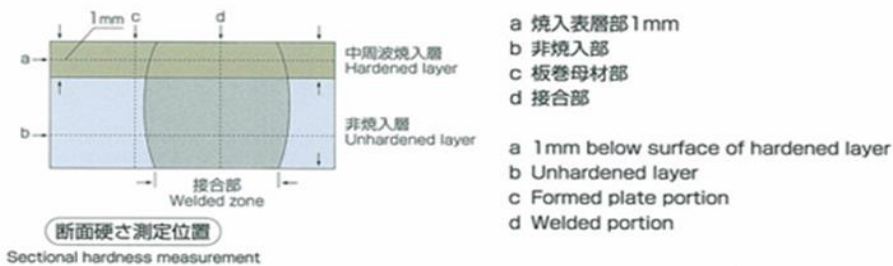 1mm c d
a
中周波焼入層
Hardened layer
b
非焼入層
Unhardened layer
接合部
Welded zone
断面硬さ測定位置
Sectional hardness measurement
a 焼入表層部1mm
b 非焼入部
c 板巻母材部
d 接合部
a 1mm below surface of hardened layer
b Unhardened layer
c Formed plate portion
d Welded portion